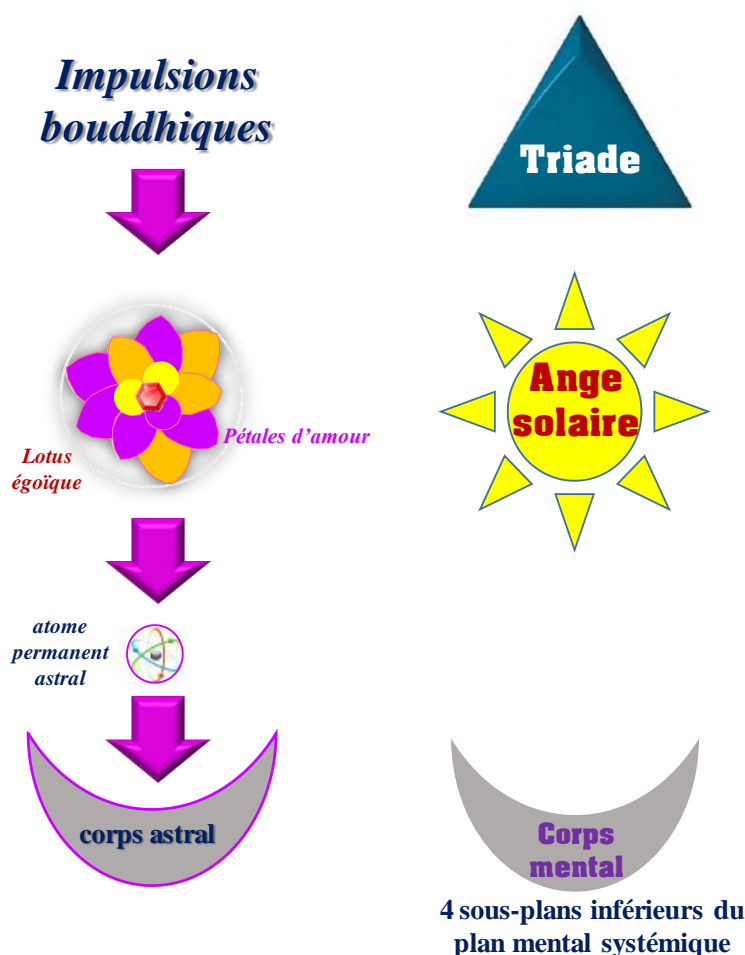 Impulsions
bouddhiques
Triade
Ange
solaire
Pétales d'amour
Lotus
égoïque
atome
permanent
astral
corps astral
Corps
mental
4 sous-plans inférieurs du
plan mental systémique